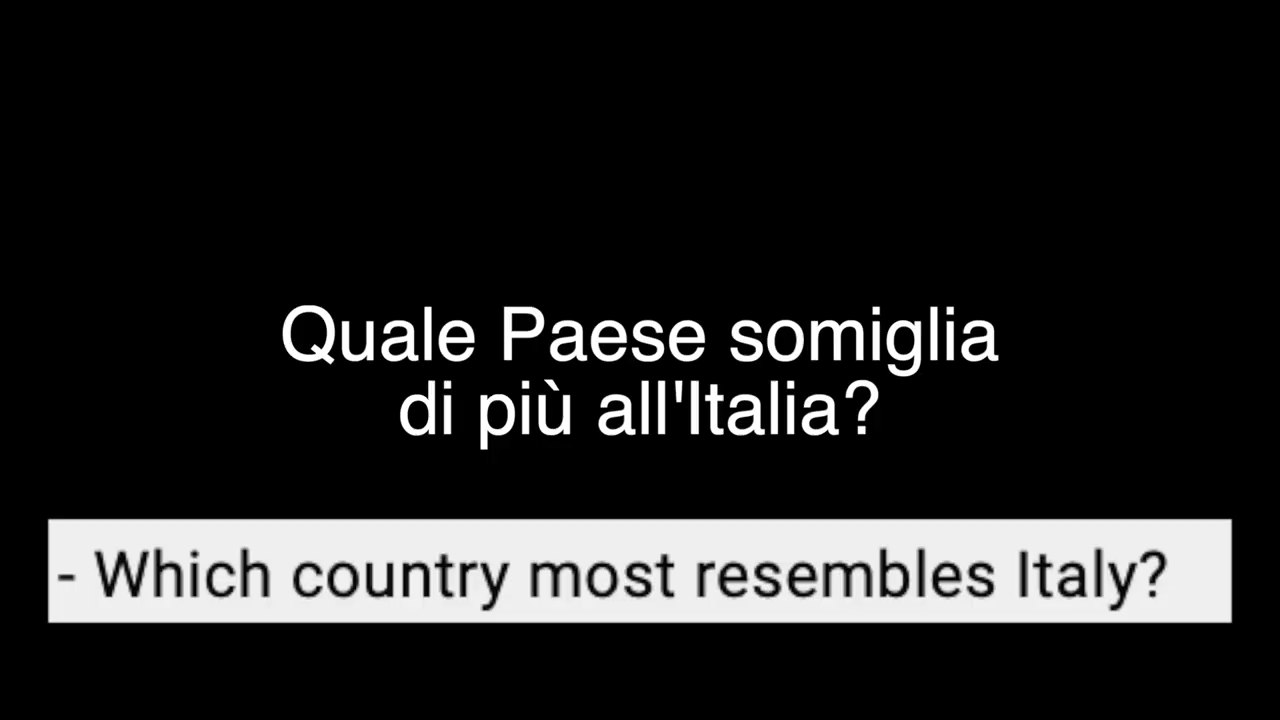 Quale Paese somiglia
di più all'Italia?
- Which country most resembles Italy?